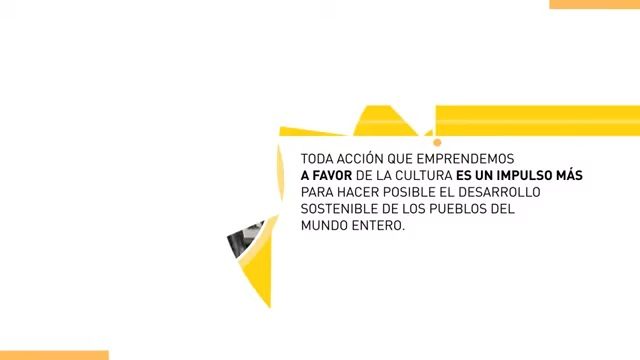 TODA ACCIÓN QUE EMPRENDEMOS
A FAVOR DE LA CULTURA ES UN IMPULSO MÁS
PARA HACER POSIBLE EL DESARROLLO
SOSTENIBLE DE LOS PUEBLOS DEL
MUNDO ENTERO.